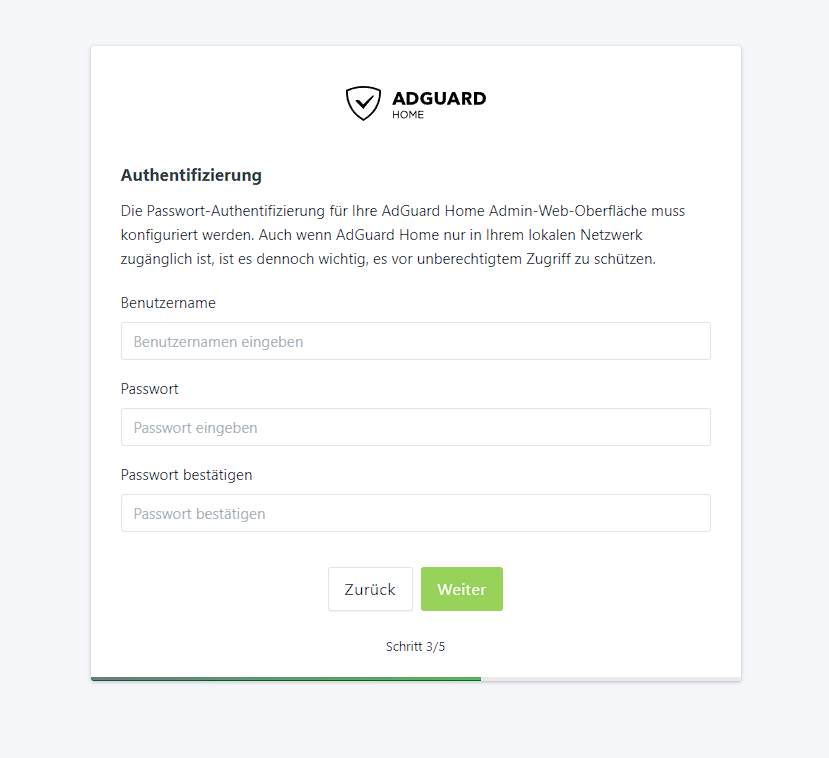 ADGUARD
HOME
Authentifizierung
Die Passwort-Authentifizierung für Ihre AdGuard Home Admin-Web-Oberfläche muss
konfiguriert werden. Auch wenn AdGuard Home nur in Ihrem lokalen Netzwerk
zugänglich ist, ist es dennoch wichtig, es vor unberechtigtem Zugriff zu schützen.
Benutzername
Benutzernamen eingeben
Passwort
Passwort eingeben
Passwort bestätigen
Passwort bestätigen
Zurück Weiter
Schritt 3/5